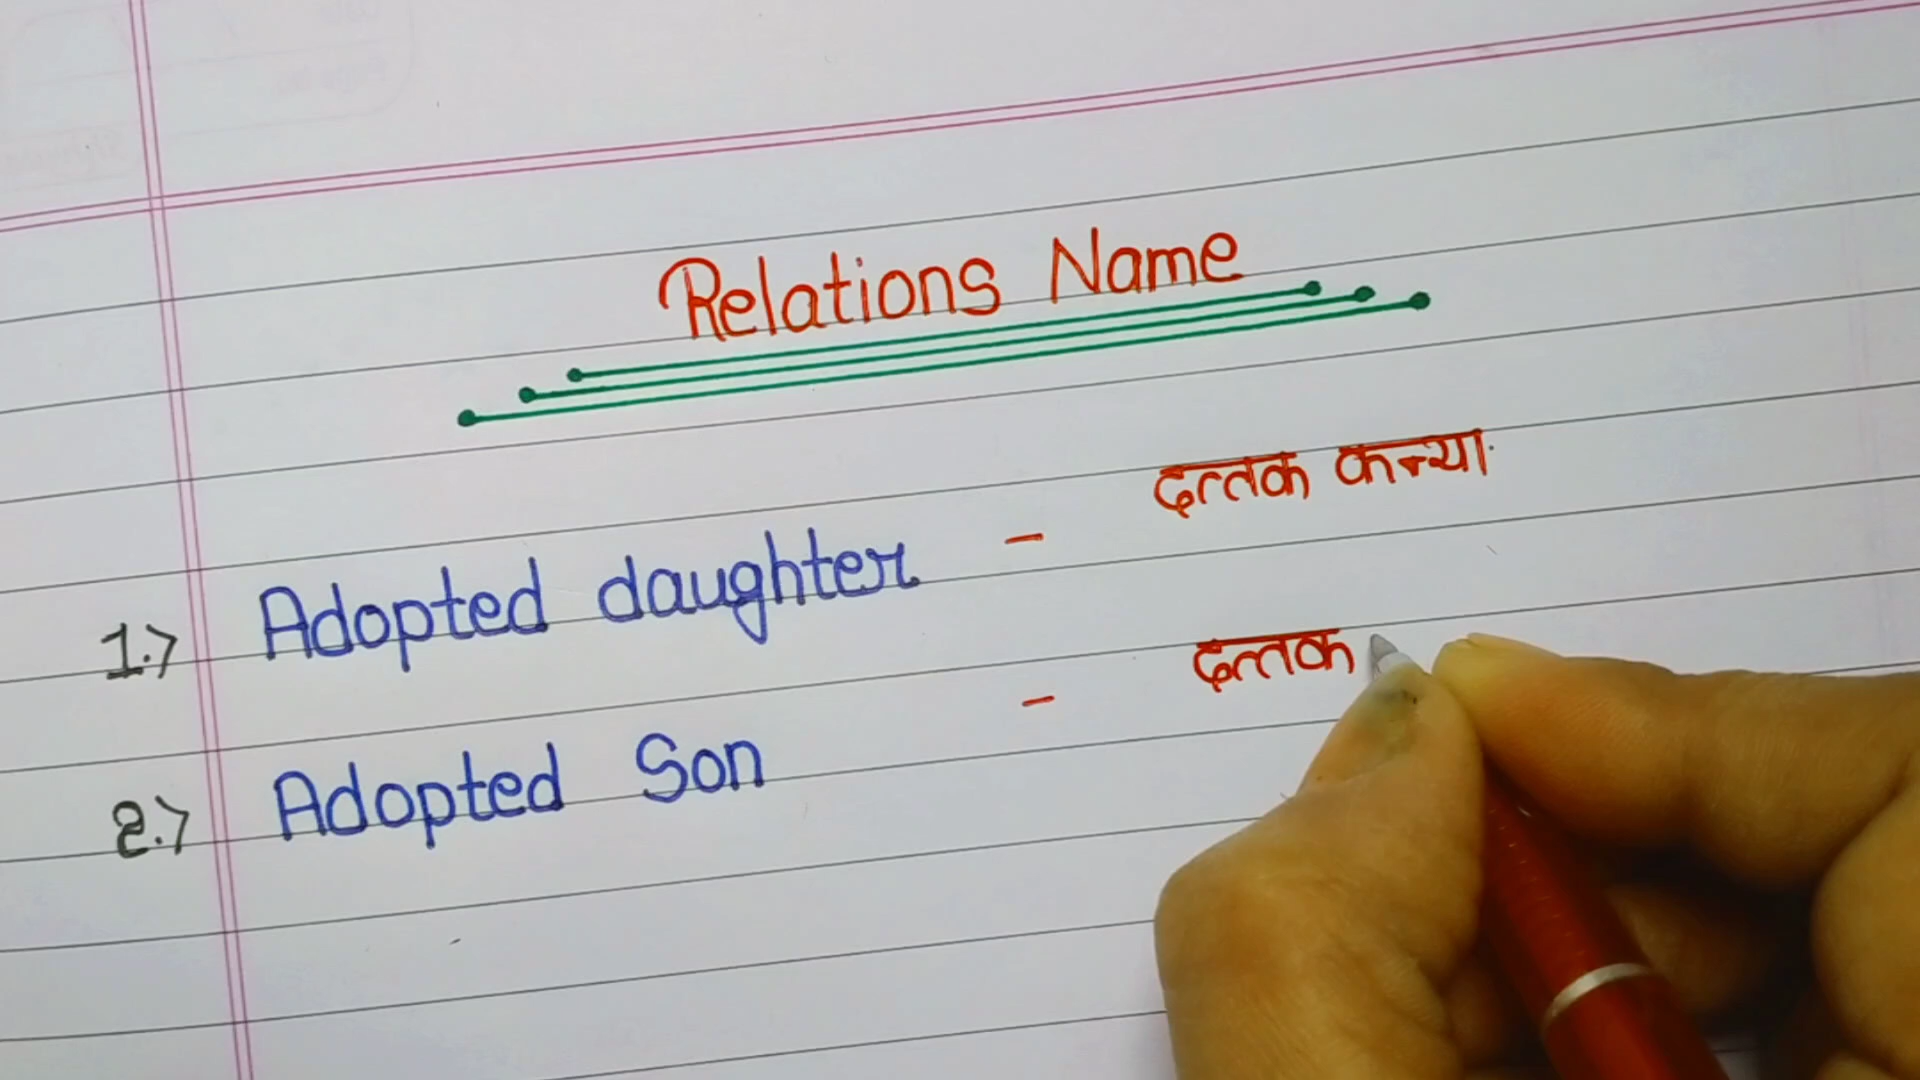 Relations Name
1.> Adopted daughter - दत्तक कन्या
2.> Adopted Son - दत्तक